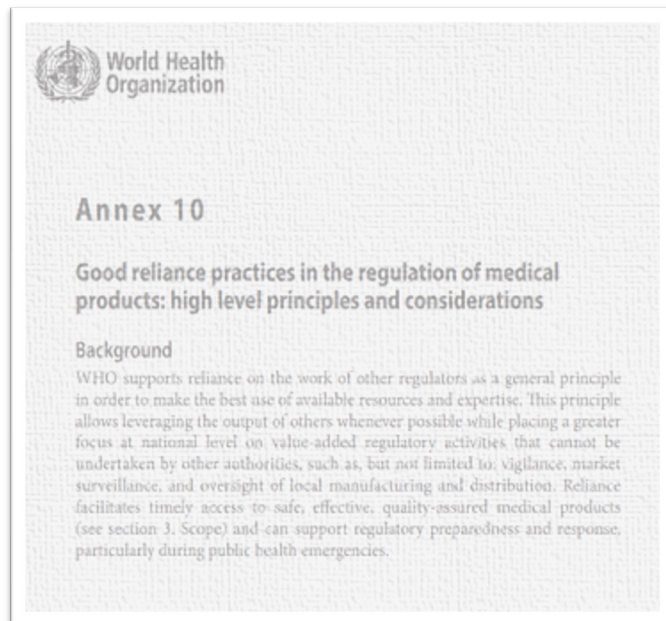 World Health
Organization
Annex 10
Good reliance practices in the regulation of medical
products: high level principles and considerations
Background
WHO supports reliance on the work of other regulators as a general principle
in order to make the best use of available resources and expertise. This principle
allows leveraging the output of others whenever possible while placing a greater
focus at national level on value-added regulatory activities that cannot be
undertaken by other authorities, such as, but not limited to: vigilance, market
surveillance, and oversight of local manufacturing and distribution. Reliance
facilitates timely access to safe, effective, quality-assured medical products
(see section 3. Scope) and can support regulatory preparedness and response,
particularly during public health emergencies.